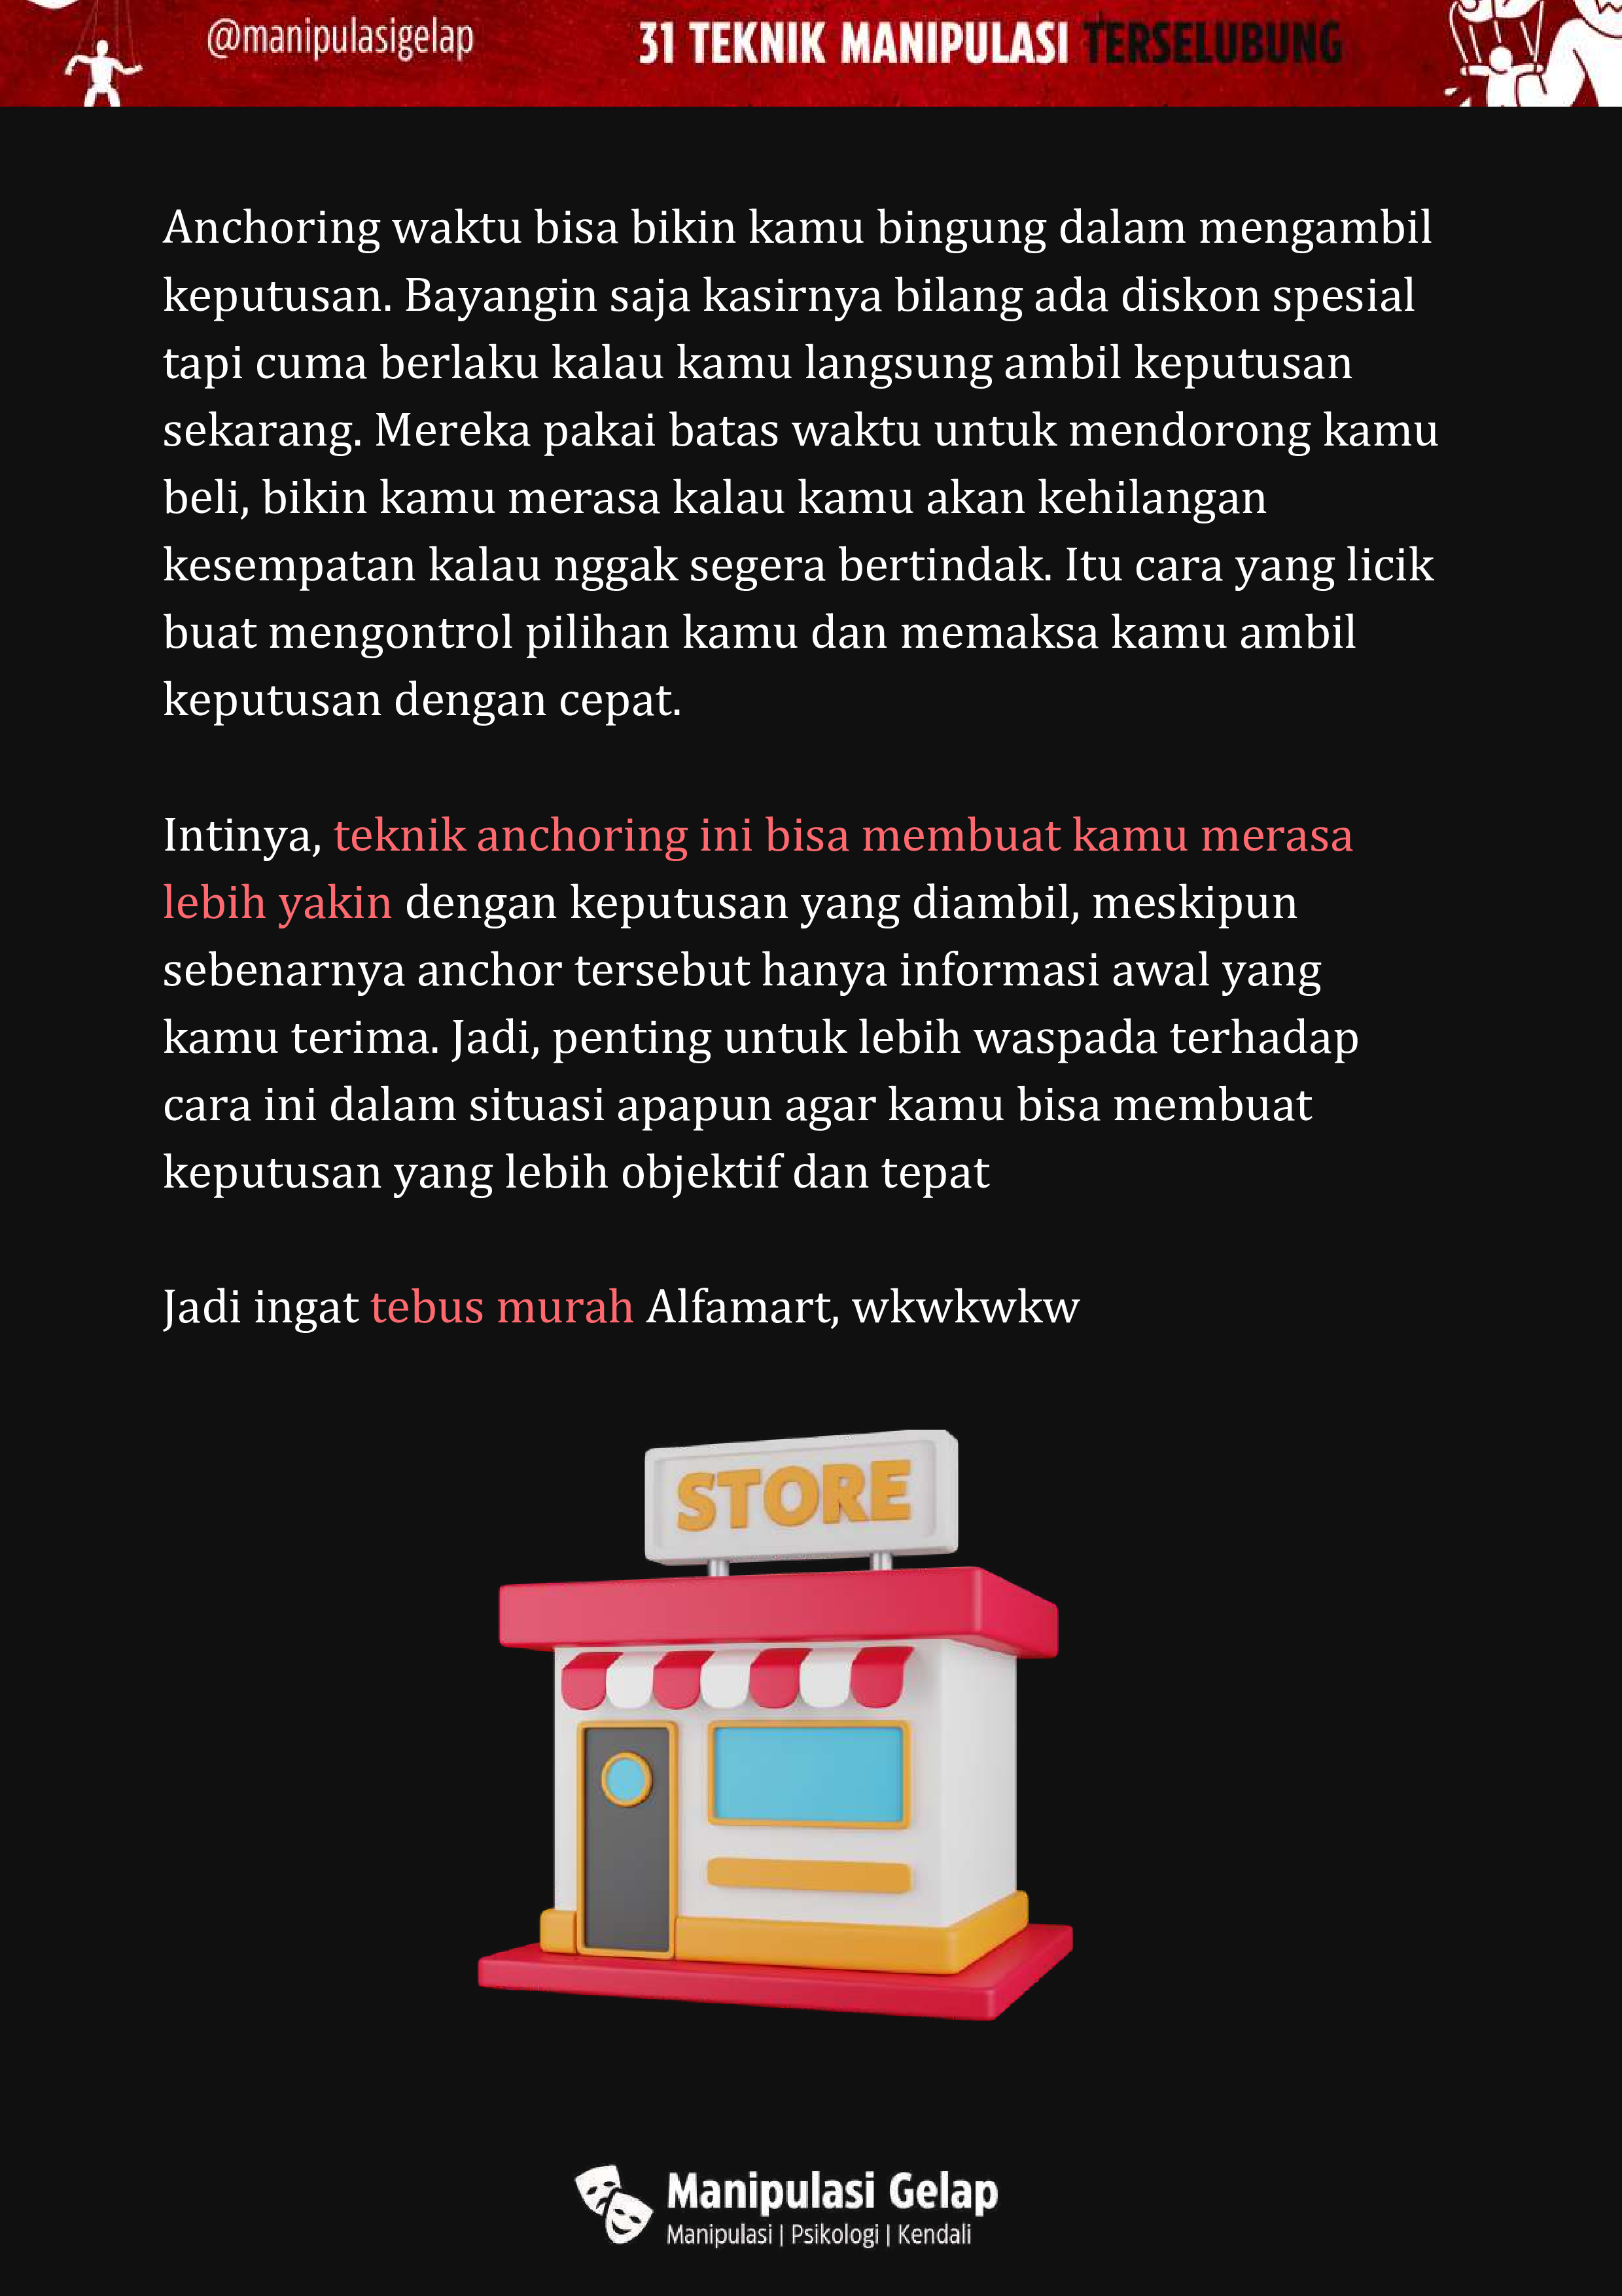 @manipulasigelap
31 TEKNIK MANIPULASI TERSELUBUNG
Anchoring waktu bisa bikin kamu bingung dalam mengambil
keputusan. Bayangin saja kasirnya bilang ada diskon spesial
tapi cuma berlaku kalau kamu langsung ambil keputusan
sekarang. Mereka pakai batas waktu untuk mendorong kamu
beli, bikin kamu merasa kalau kamu akan kehilangan
kesempatan kalau nggak segera bertindak. Itu cara yang licik
buat mengontrol pilihan kamu dan memaksa kamu ambil
keputusan dengan cepat.
Intinya, teknik anchoring ini bisa membuat kamu merasa
lebih yakin dengan keputusan yang diambil, meskipun
sebenarnya anchor tersebut hanya informasi awal yang
kamu terima. Jadi, penting untuk lebih waspada terhadap
cara ini dalam situasi apapun agar kamu bisa membuat
keputusan yang lebih objektif dan tepat
Jadi ingat tebus murah Alfamart, wkwkwkw
STORE
Manipulasi Gelap
Manipulasi | Psikologi | Kendali